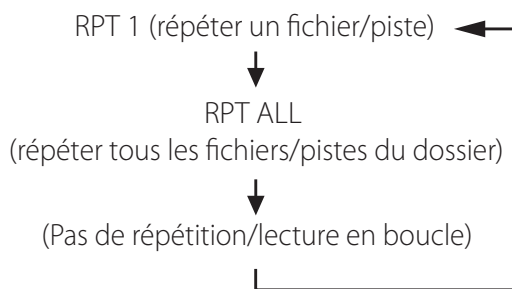 RPT 1 (répéter un fichier/piste)
RPT ALL
(répéter tous les fichiers/pistes du dossier)
(Pas de répétition/lecture en boucle)